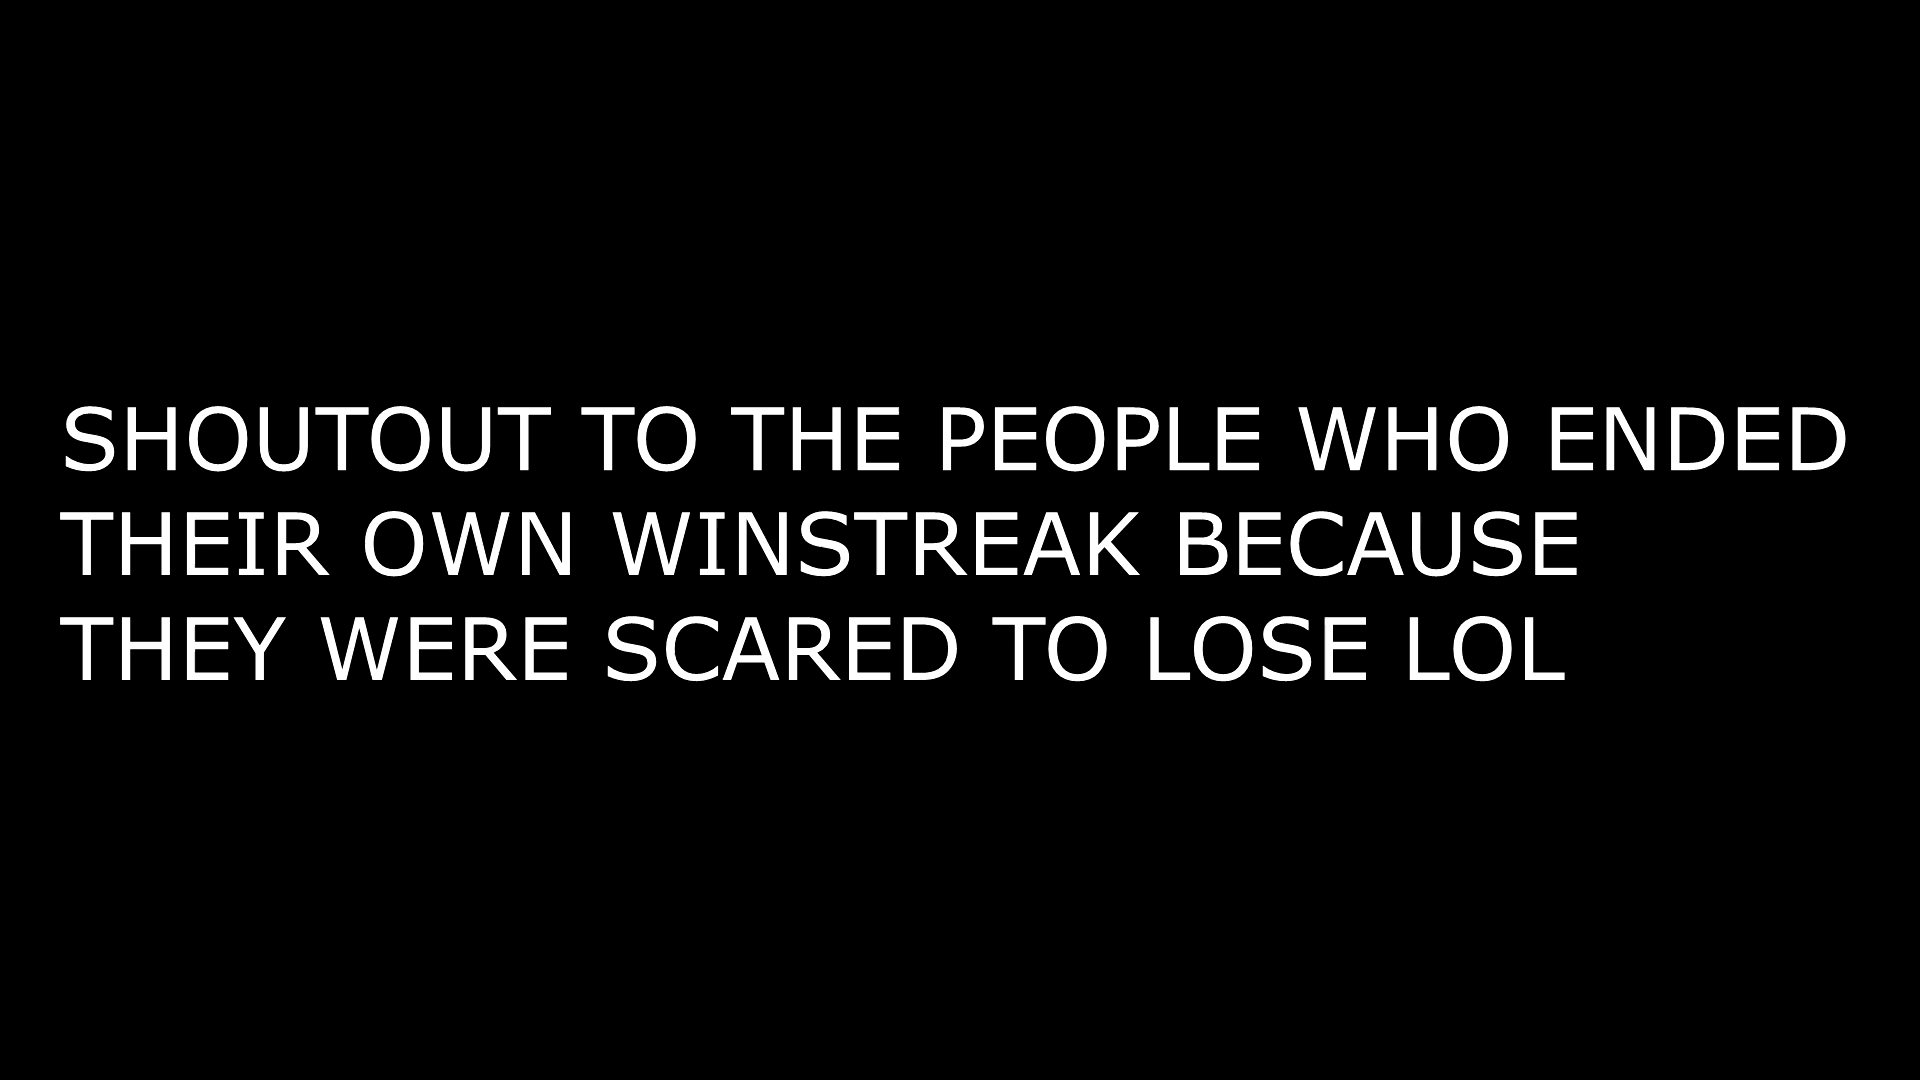 SHOUTOUT TO THE PEOPLE WHO ENDED
THEIR OWN WINSTREAK BECAUSE
THEY WERE SCARED TO LOSE LOL